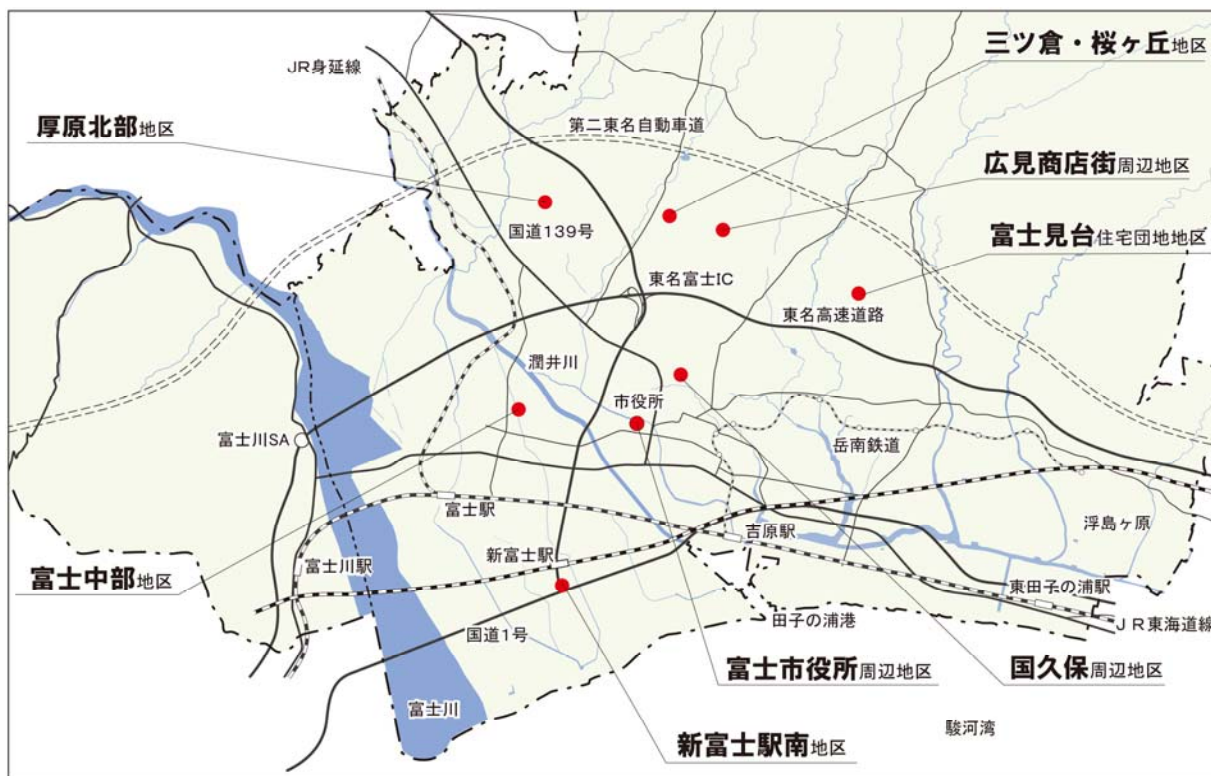 三ツ倉・桜ヶ丘地区
JR身延線
厚原北部地区
第二東名自動車道
広見商店街周辺地区
国道139号
富士見台住宅団地地区
東名富士IC
東名高速道路
潤井川
市役所
富士川SA
岳南鉄道
富士駅
吉原駅
浮島ヶ原
新富士駅
富士川駅
富士中部地区
東田子の浦駅
田子の浦港
JR東海道線
国道1号
富士市役所周辺地区
国久保周辺地区
富士川
駿河湾
新富士駅南地区